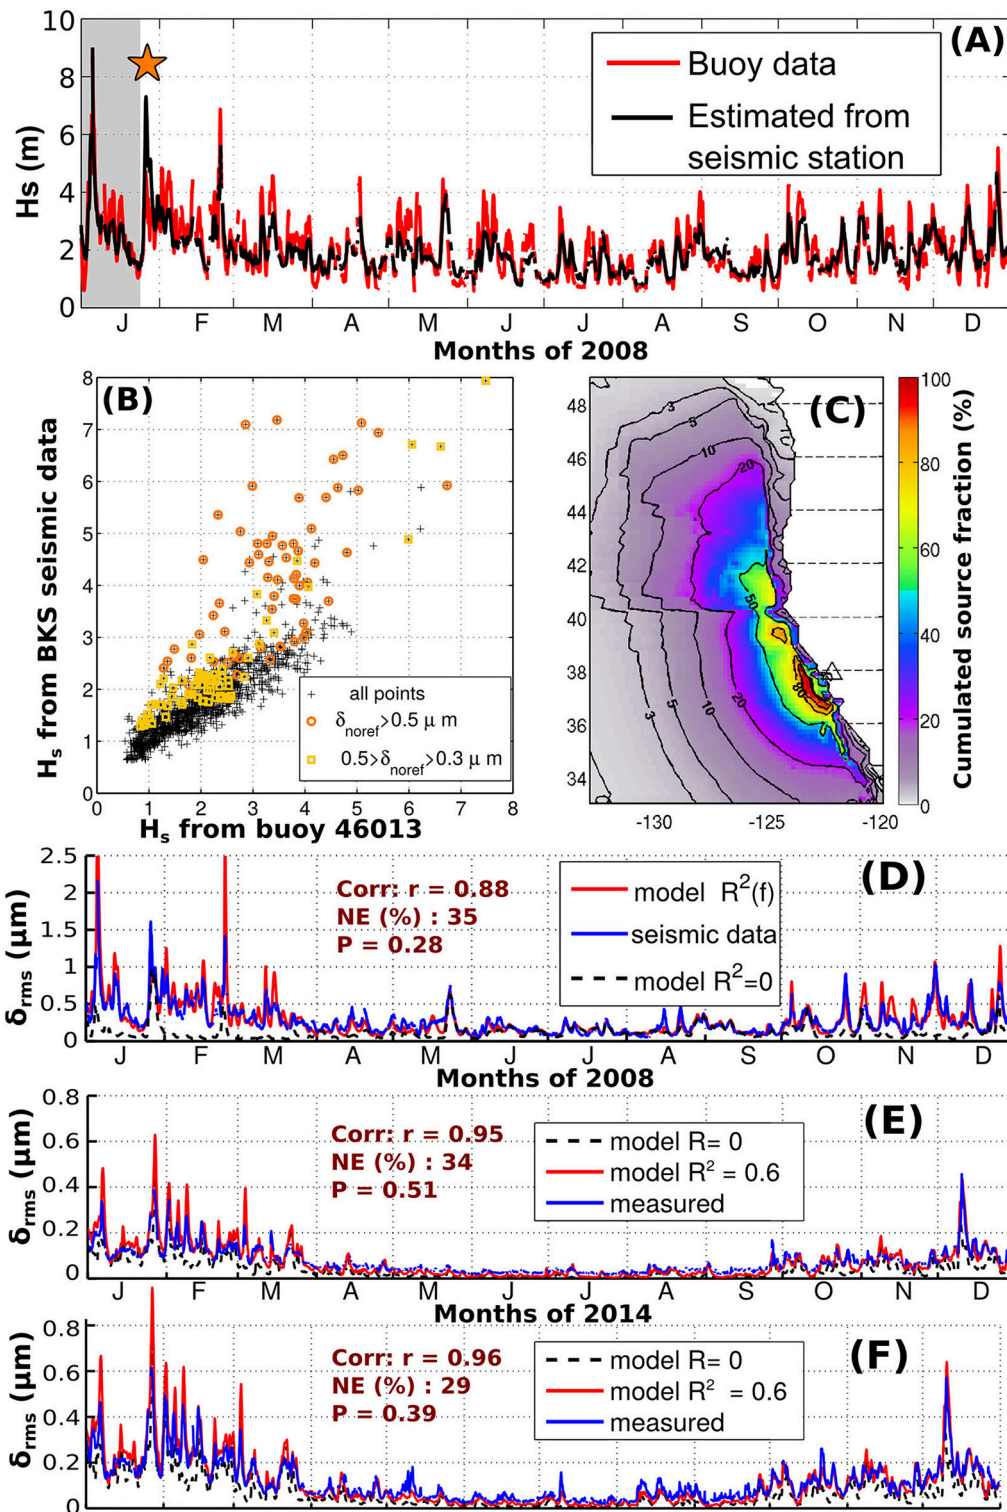 10
8
6
4
2
0
Hs (m)
(A)
Buoy data
Estimated from
seismic station
J F M A M J J A S O N D
Months of 2008
(B)
8
7
6
5
4
3
2
1
0
Hs from BKS seismic data
all points
δnoref>0.5 μ m
0.5>δnoref>0.3 μ m
0 1 2 3 4 5 6 7 8
Hs from buoy 46013
(C)
48
46
44
42
40
38
36
34
3
5
10
20
50
80
20
10
5
3
3
-130 -125 -120
100
80
60
40
20
0
Cumulated source fraction (%)
2.5
2
1.5
1
0.5
0
δrms (μm)
Corr: r = 0.88
NE (%) : 35
P = 0.28
model R²(f)
seismic data
model R²=0
(D)
J F M A M J J A S O N D
Months of 2008
0.8
0.6
0.4
0.2
0
δrms (μm)
Corr: r = 0.95
NE (%) : 34
P = 0.51
model R= 0
model R² = 0.6
measured
(E)
J F M A M J J A S O N D
Months of 2014
0.8
0.6
0.4
0.2
0
δrms (μm)
Corr: r = 0.96
NE (%) : 29
P = 0.39
model R= 0
model R² = 0.6
measured
(F)